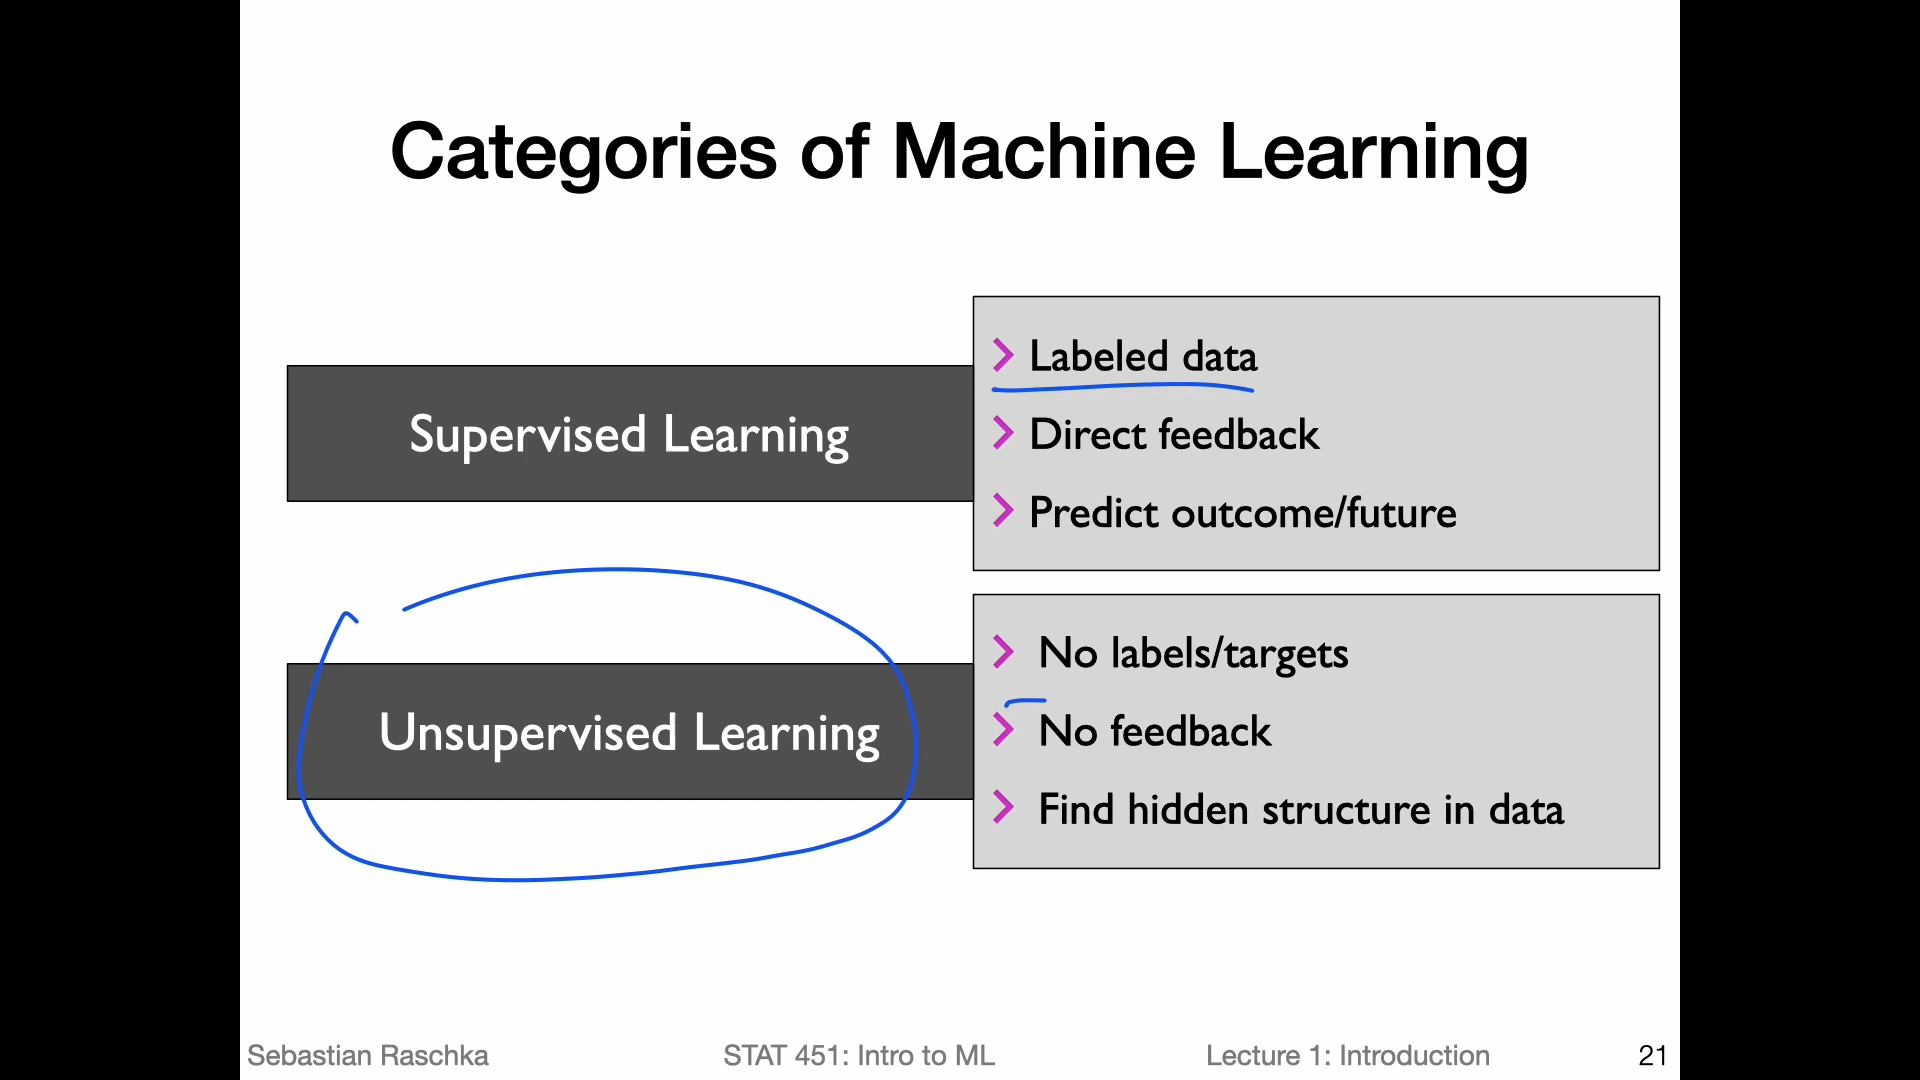 Categories of Machine Learning
Supervised Learning
Labeled data
Direct feedback
Predict outcome/future
Unsupervised Learning
No labels/targets
No feedback
Find hidden structure in data
Sebastian Raschka STAT 451: Intro to ML Lecture 1: Introduction 21